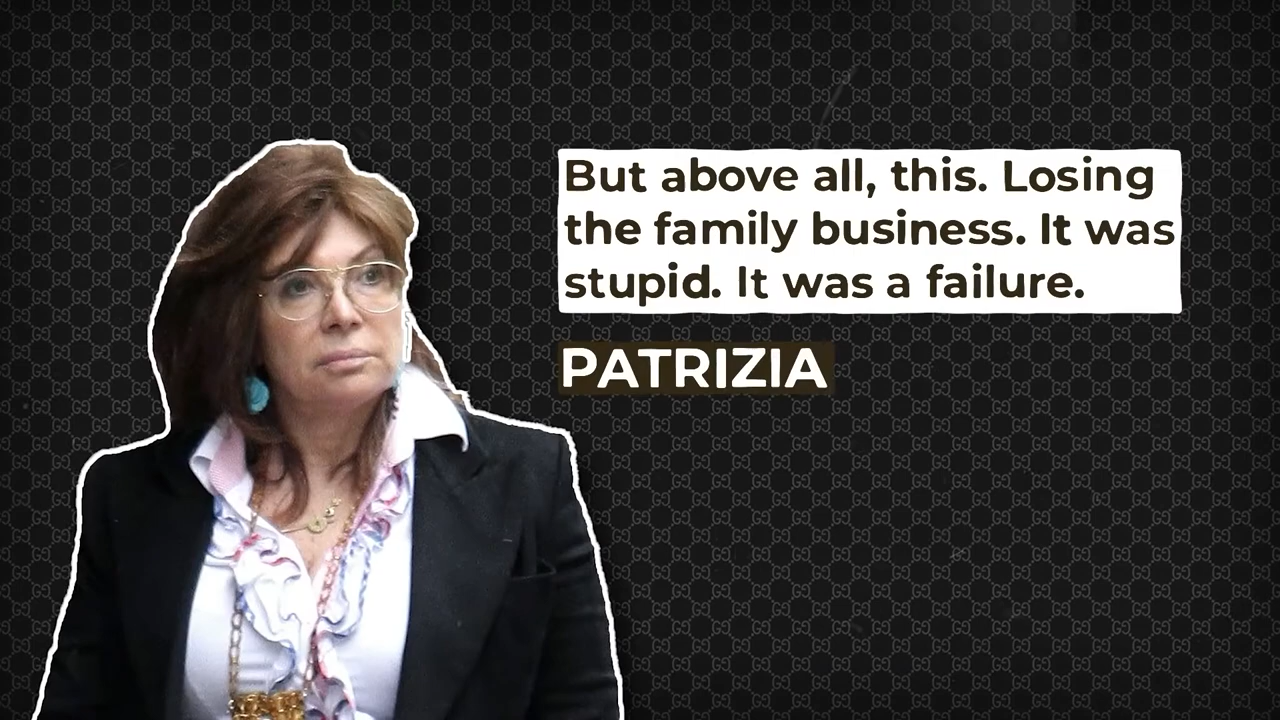 But above all, this. Losing
the family business. It was
stupid. It was a failure.
PATRIZIA